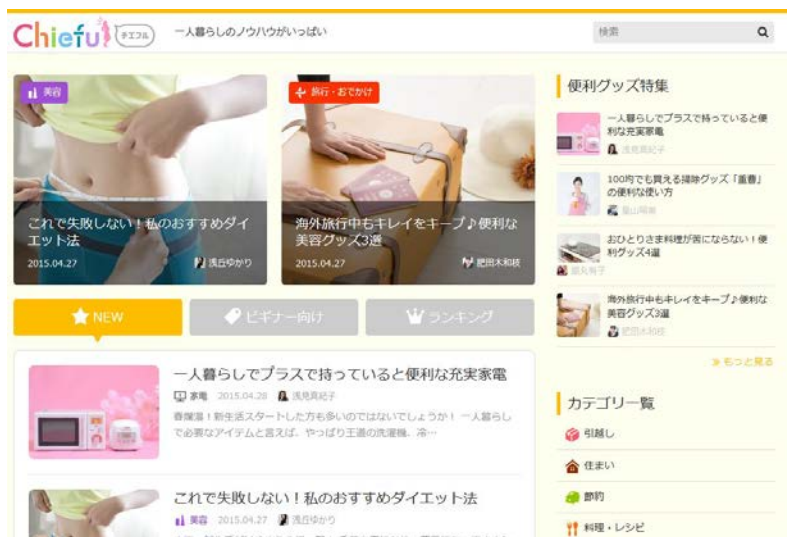 Chiefu
チエフル
一人暮らしのノウハウがいっぱい
検索
美容
これで失敗しない！私のおすすめダイ
エット法
2015.04.27
浅丘ゆかり
旅行・おでかけ
海外旅行中もキレイをキープ♪便利な
美容グッズ3選
2015.04.27
肥田木和枝
NEW
ビギナー向け
ランキング
一人暮らしでプラスで持っていると便利な充実家電
家電 2015.04.28 浅見真紀子
春爛漫！新生活スタートした方も多いのではないでしょうか！ 一人暮らし
で必要なアイテムと言えば、やっぱり王道の洗濯機、冷…
これで失敗しない！私のおすすめダイエット法
美容 2015.04.27 浅丘ゆかり
便利グッズ特集
一人暮らしでプラスで持っていると便
利な充実家電
浅見真紀子
100均でも買える掃除グッズ「重曹」
の便利な使い方
おひとりさま料理が苦にならない！便
利グッズ4選
海外旅行中もキレイをキープ♪便利な
美容グッズ3選
肥田木和枝
≫ もっと見る
カテゴリ一覧
引越し
住まい
節約
料理・レシピ